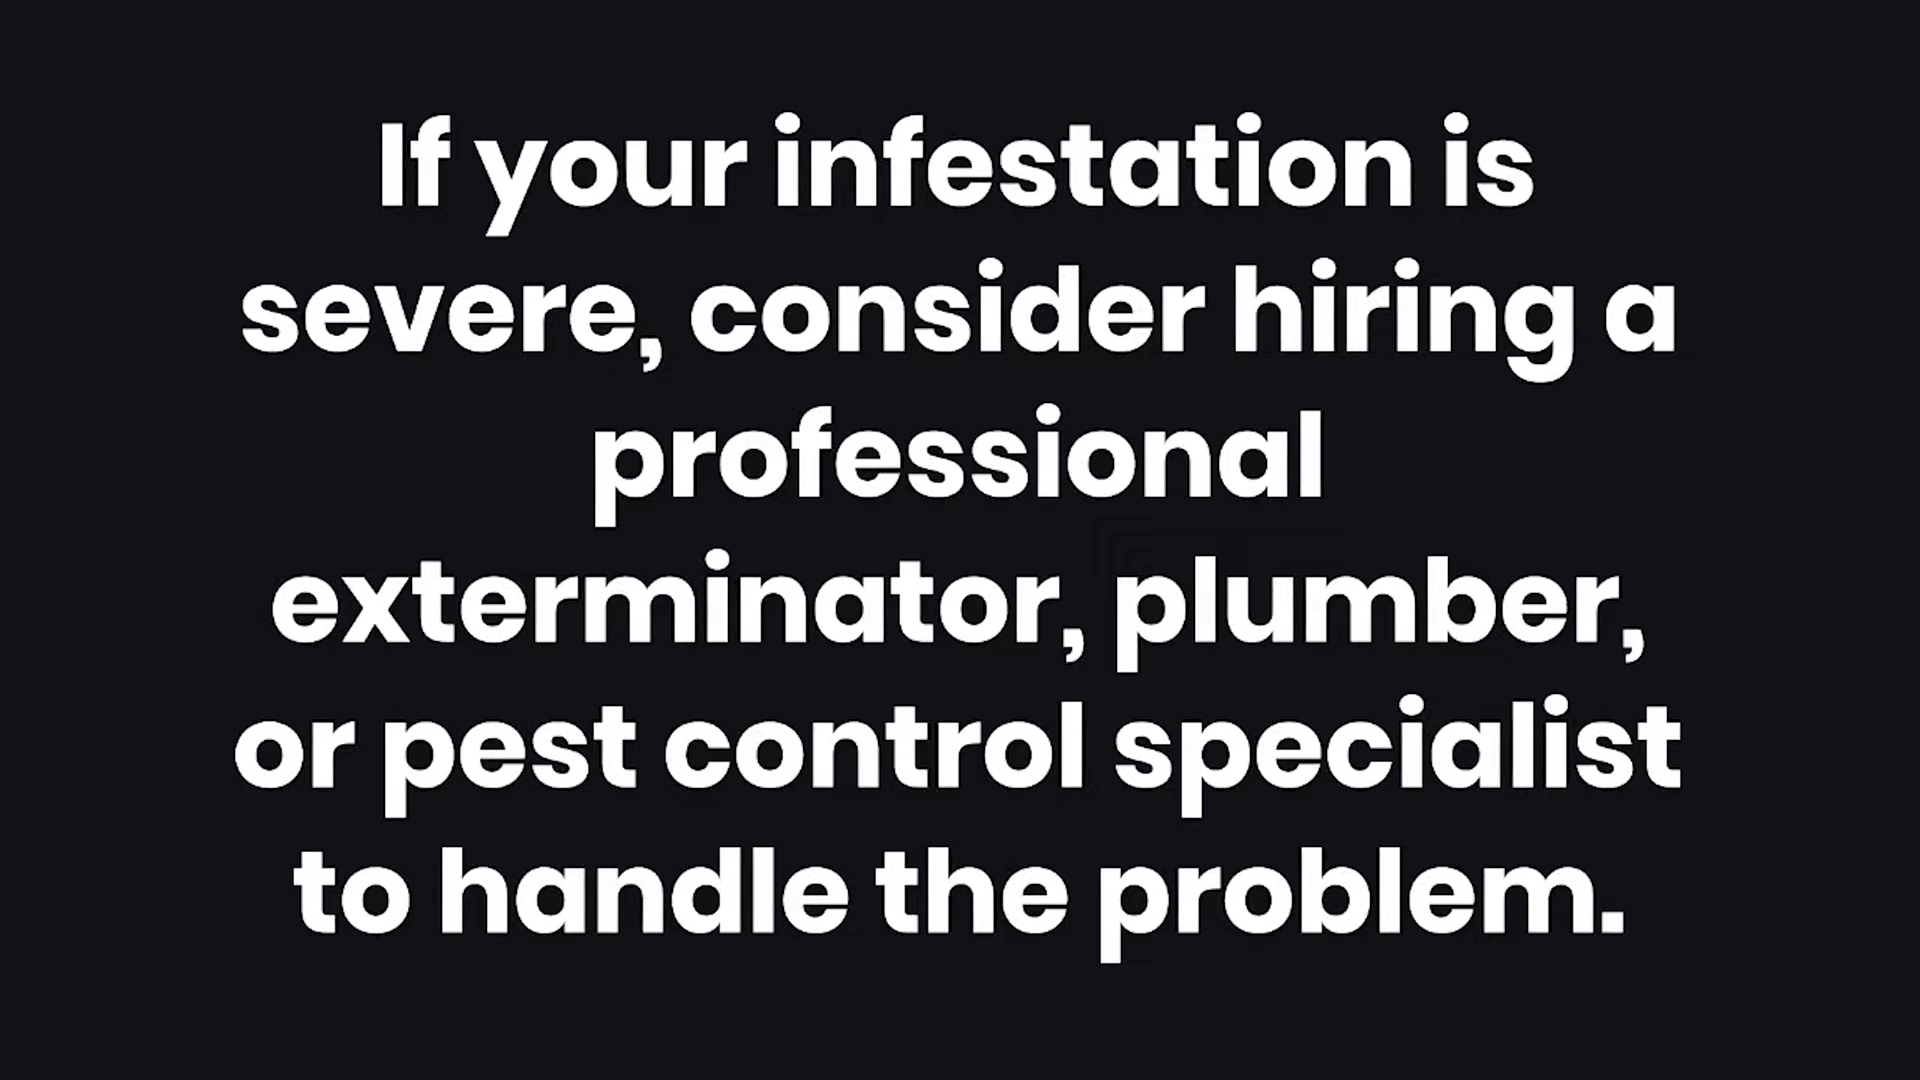 If your infestation is
severe, consider hiring a
professional
exterminator, plumber,
or pest control specialist
to handle the problem.